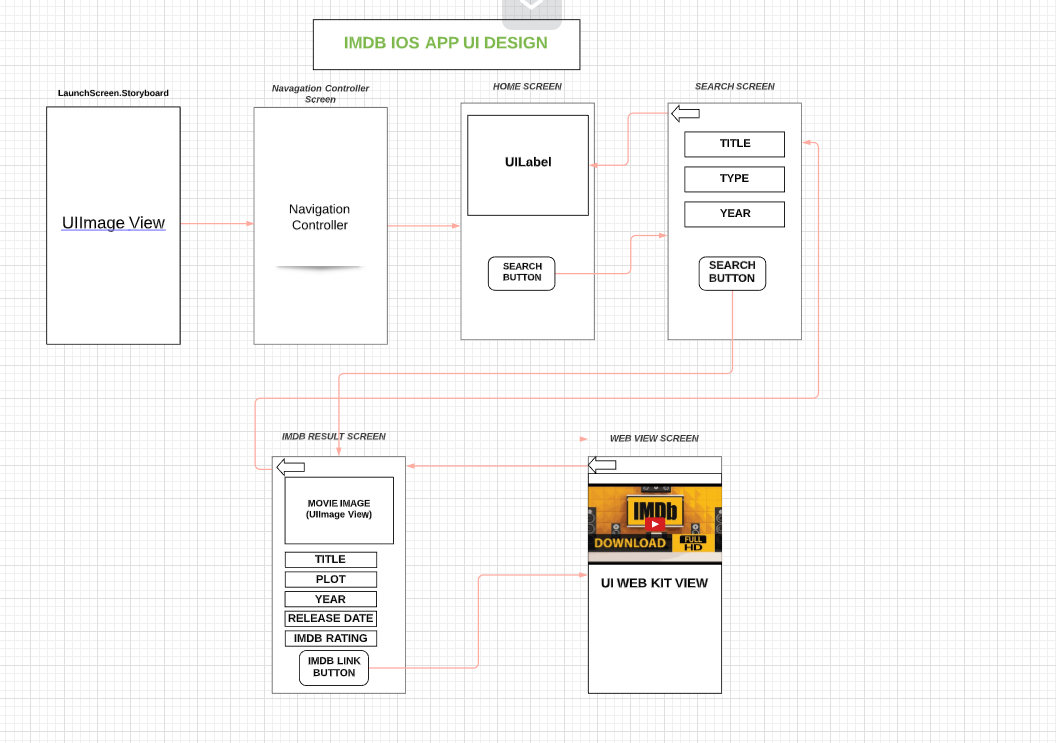 IMDB IOS APP UI DESIGN
LaunchScreen.Storyboard
Navagation Controller
Screen
HOME SCREEN
SEARCH SCREEN
UIImage View
Navigation
Controller
UILabel
SEARCH
BUTTON
TITLE
TYPE
YEAR
SEARCH
BUTTON
IMDB RESULT SCREEN
MOVIE IMAGE
(UIImage View)
TITLE
PLOT
YEAR
RELEASE DATE
IMDB RATING
IMDB LINK
BUTTON
WEB VIEW SCREEN
IMDb
DOWNLOAD
FULL
HD
UI WEB KIT VIEW